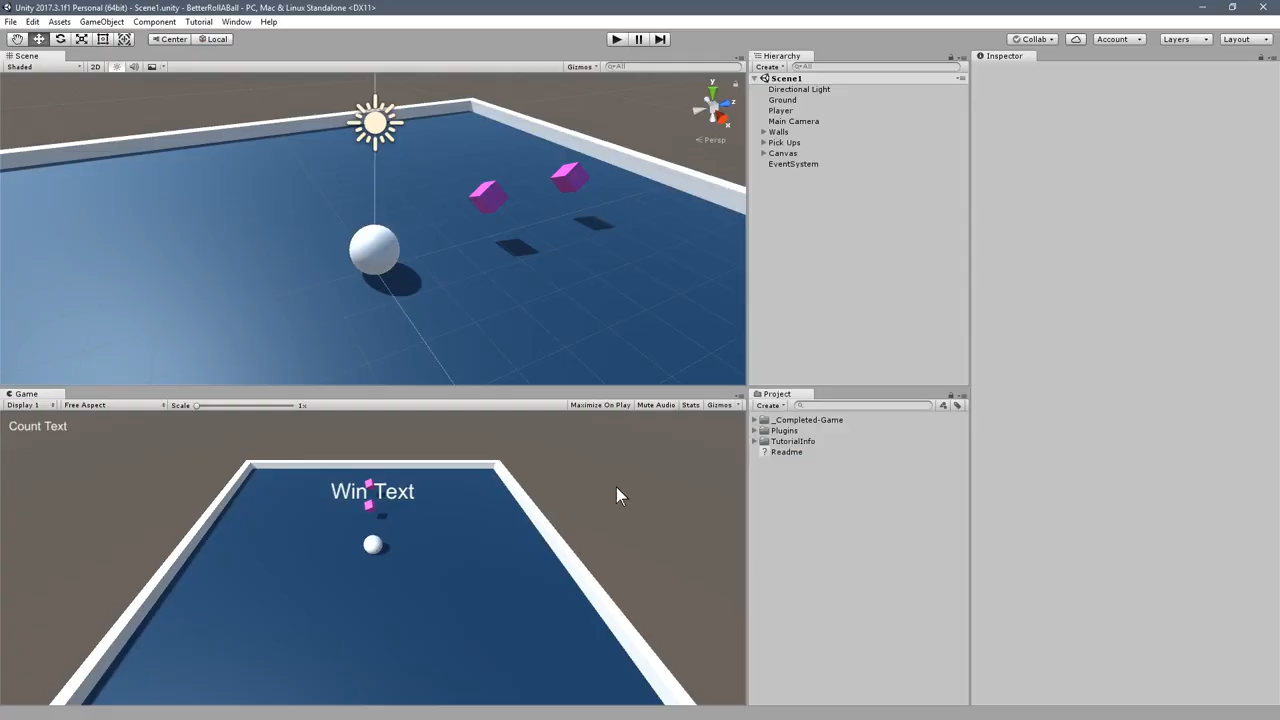 Unity 2017.3.1f1 Personal (64bit) - Scene1.unity - BetterRollABall - PC, Mac & Linux Standalone <DX11>
File Edit Assets GameObject Component Tutorial Window Help
Center Local Collab Account Layers Layout
Scene
Shaded 2D Gizmos All
y
z
x
Persp
Hierarchy
Create All
Scene1
Directional Light
Ground
Player
Main Camera
Walls
Pick Ups
Canvas
EventSystem
Inspector
Game
Display 1 Free Aspect Scale 1x Maximize On Play Mute Audio Stats Gizmos
Count Text
Win Text
Project
Create
_Completed-Game
Plugins
TutorialInfo
? Readme